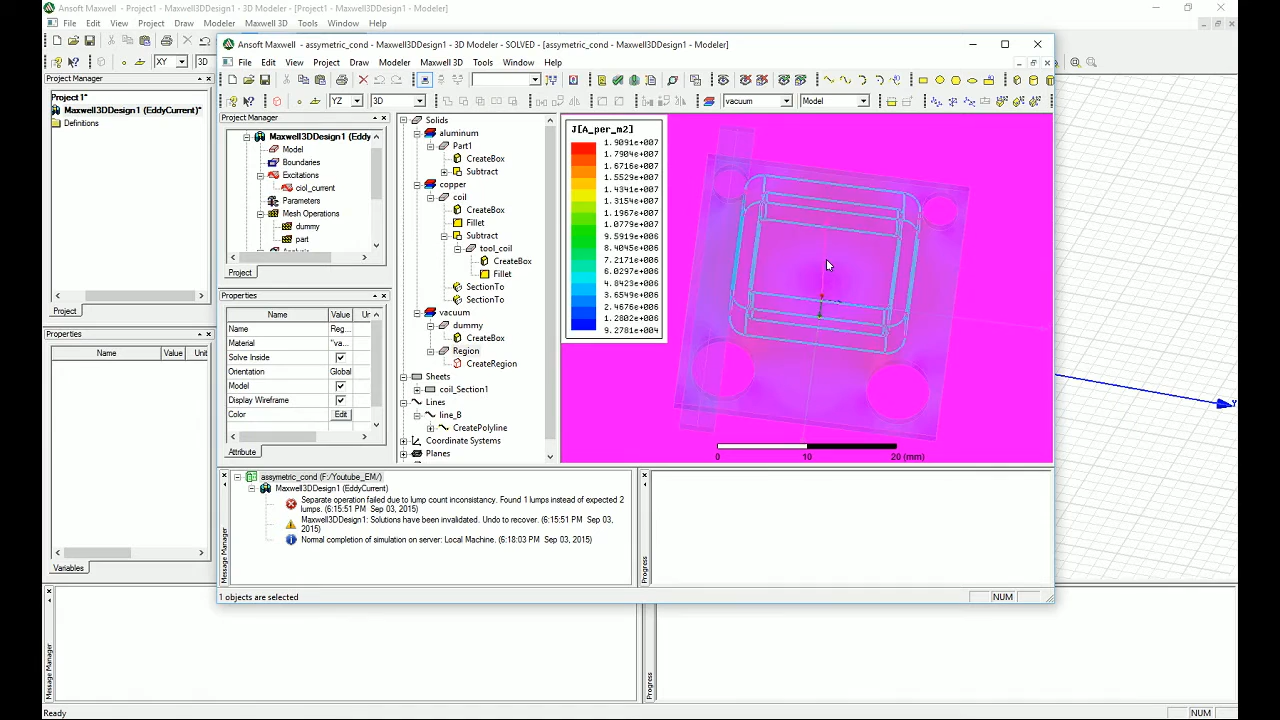 Ansoft Maxwell - Project1 - Maxwell3DDesign1 - 3D Modeler - [Project1 - Maxwell3DDesign1 - Modeler]
File Edit View Project Draw Modeler Maxwell 3D Tools Window Help
XY
3D
Project Manager
Project1*
Maxwell3DDesign1 (EddyCurrent)*
Definitions
Project
Properties
Name Value Unit
Variables
Message Manager
Progress
Ready
NUM
Ansoft Maxwell - assymetric_cond - Maxwell3DDesign1 - 3D Modeler - SOLVED - [assymetric_cond - Maxwell3DDesign1 - Modeler]
File Edit View Project Draw Modeler Maxwell 3D Tools Window Help
YZ
3D
vacuum
Model
Project Manager
Maxwell3DDesign1 (Eddy
Model
Boundaries
Excitations
ciol_current
Parameters
Mesh Operations
dummy
part
Project
Properties
Name Value Ur
Name Reg...
Material "va...
Solve Inside
Orientation Global
Model
Display Wireframe
Color Edit
Attribute
Solids
aluminum
Part1
CreateBox
Subtract
copper
coil
CreateBox
Fillet
Subtract
tool_coil
CreateBox
Fillet
SectionTo
SectionTo
vacuum
dummy
CreateBox
Region
CreateRegion
Sheets
coil_Section1
Lines
line_B
CreatePolyline
Coordinate Systems
Planes
J[A_per_m2]
1.9091e+007
1.7904e+007
1.6716e+007
1.5529e+007
1.4341e+007
1.3154e+007
1.1967e+007
1.0779e+007
9.5919e+006
8.4045e+006
7.2171e+006
6.0297e+006
4.8423e+006
3.6549e+006
2.4676e+006
1.2802e+006
9.2781e+004
0 10 20 (mm)
assymetric_cond (F:/Youtube_EM/)
Maxwell3DDesign1 (EddyCurrent)
Separate operation failed due to lump count inconsistancy. Found 1 lumps instead of expected 2
lumps. (6:15:51 PM Sep 03, 2015)
Maxwell3DDesign1: Solutions have been invalidated. Undo to recover. (6:15:51 PM Sep 03,
2015)
Normal completion of simulation on server: Local Machine. (6:18:03 PM Sep 03, 2015)
Message Manager
Progress
1 objects are selected
NUM